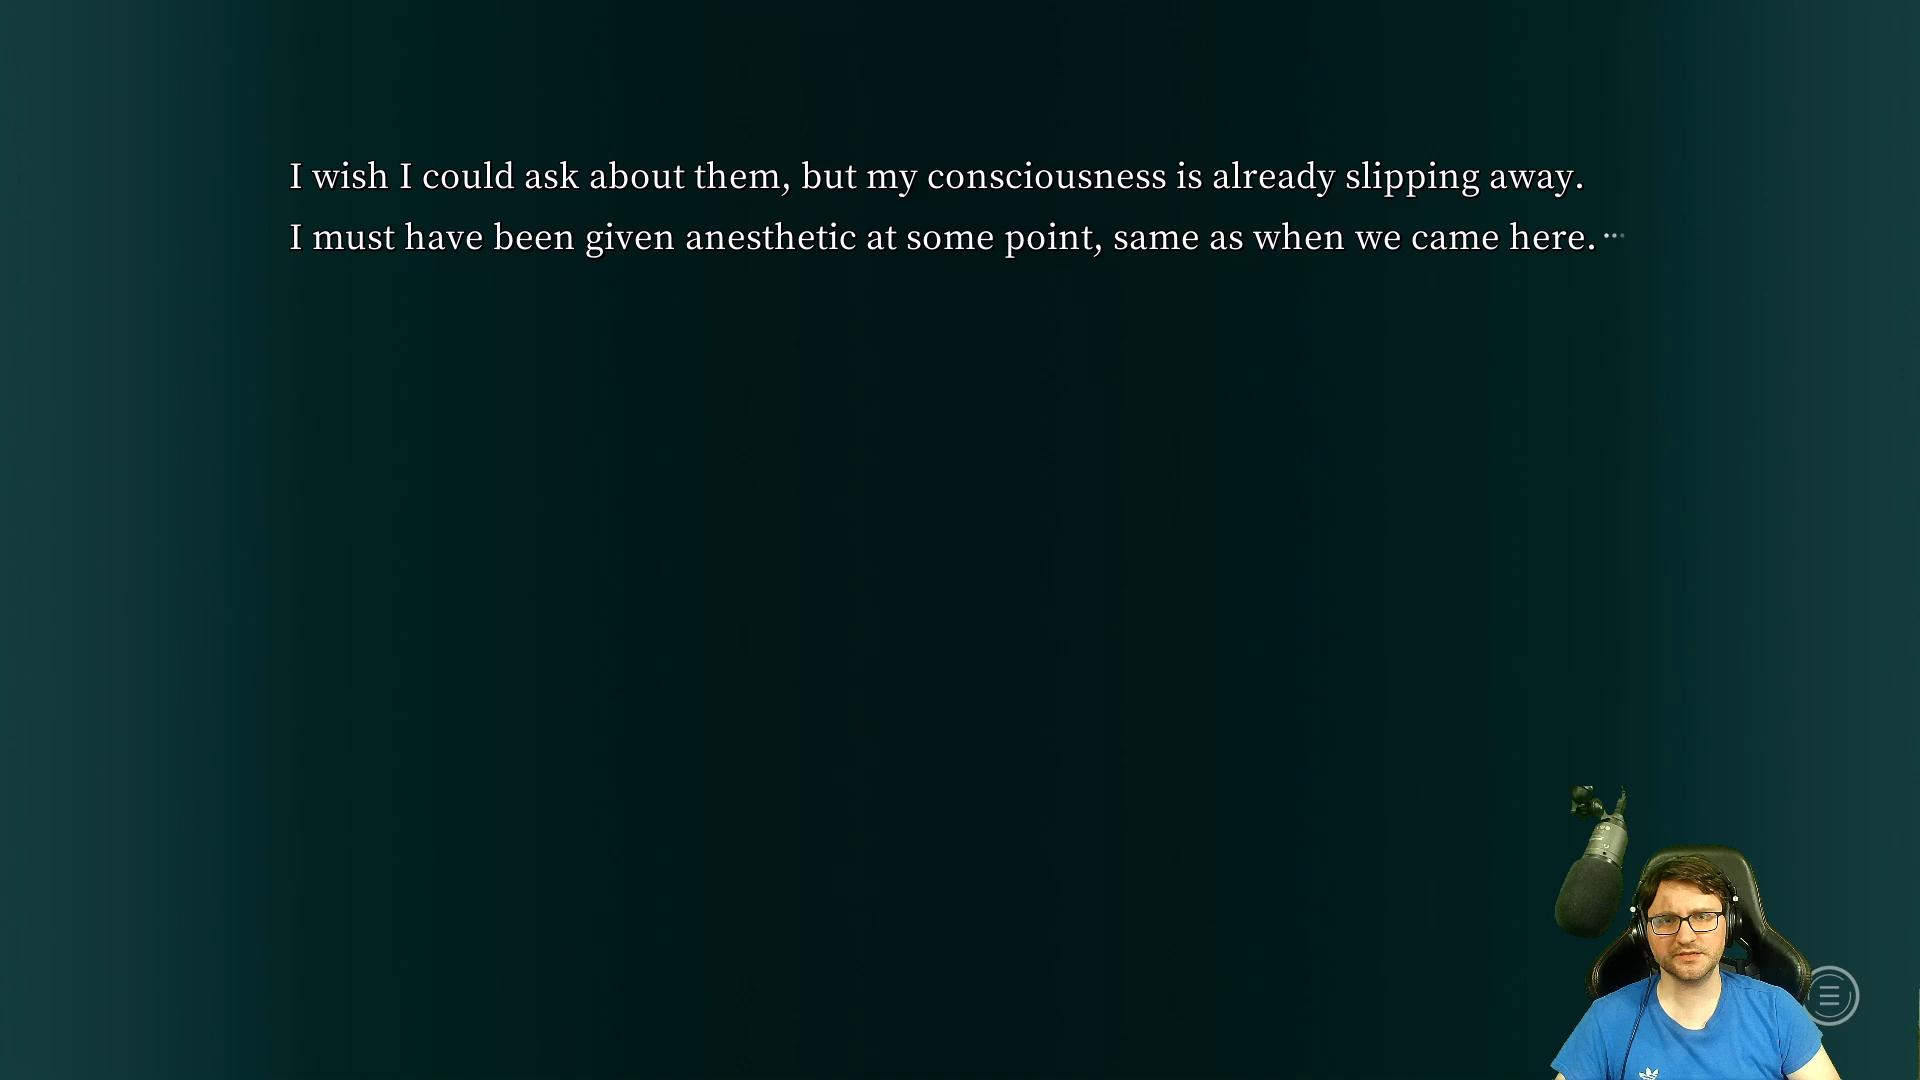 I wish I could ask about them, but my consciousness is already slipping away.
I must have been given anesthetic at some point, same as when we came here.